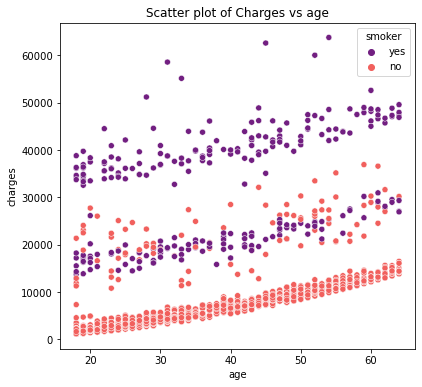 Scatter plot of Charges vs age
smoker
yes
no
60000
50000
40000
30000
20000
10000
0
charges
20
30
40
50
60
age